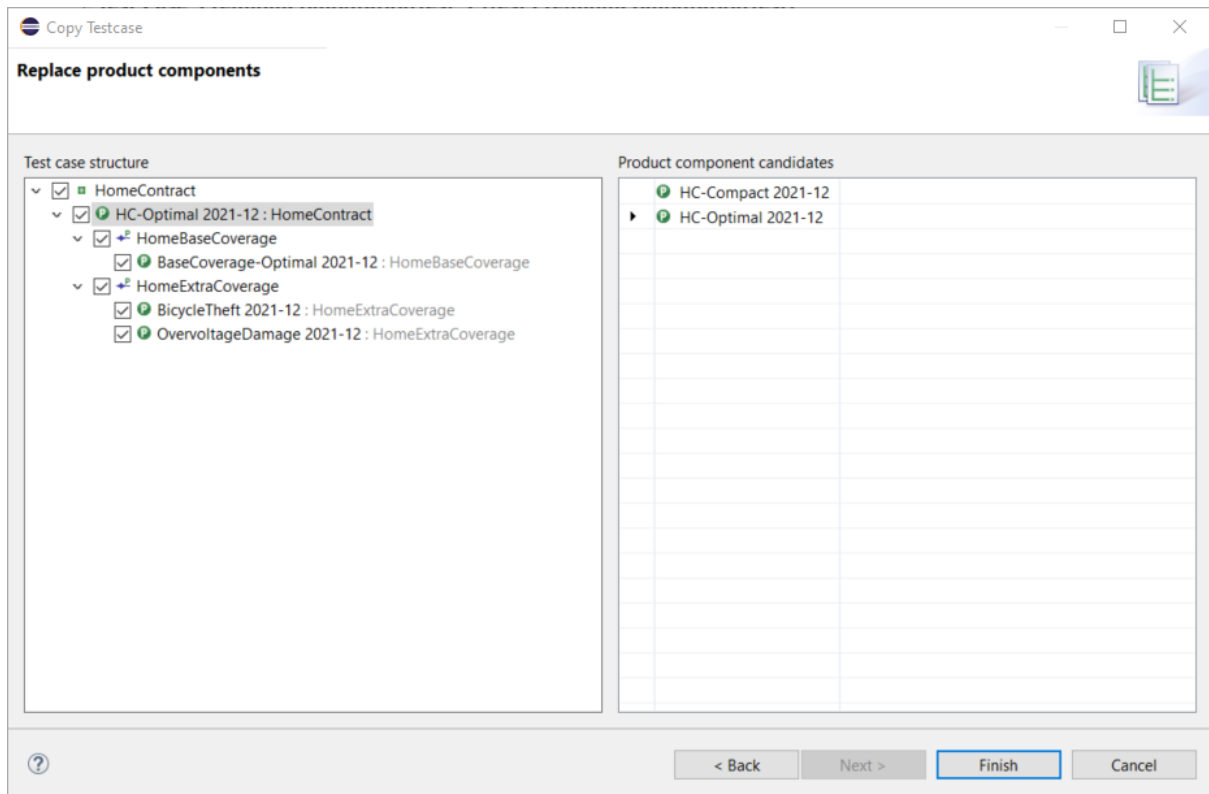 Copy Testcase
Replace product components
Test case structure
HomeContract
HC-Optimal 2021-12 : HomeContract
HomeBaseCoverage
BaseCoverage-Optimal 2021-12 : HomeBaseCoverage
HomeExtraCoverage
BicycleTheft 2021-12 : HomeExtraCoverage
OvervoltageDamage 2021-12 : HomeExtraCoverage
Product component candidates
HC-Compact 2021-12
HC-Optimal 2021-12
?
< Back
Next >
Finish
Cancel